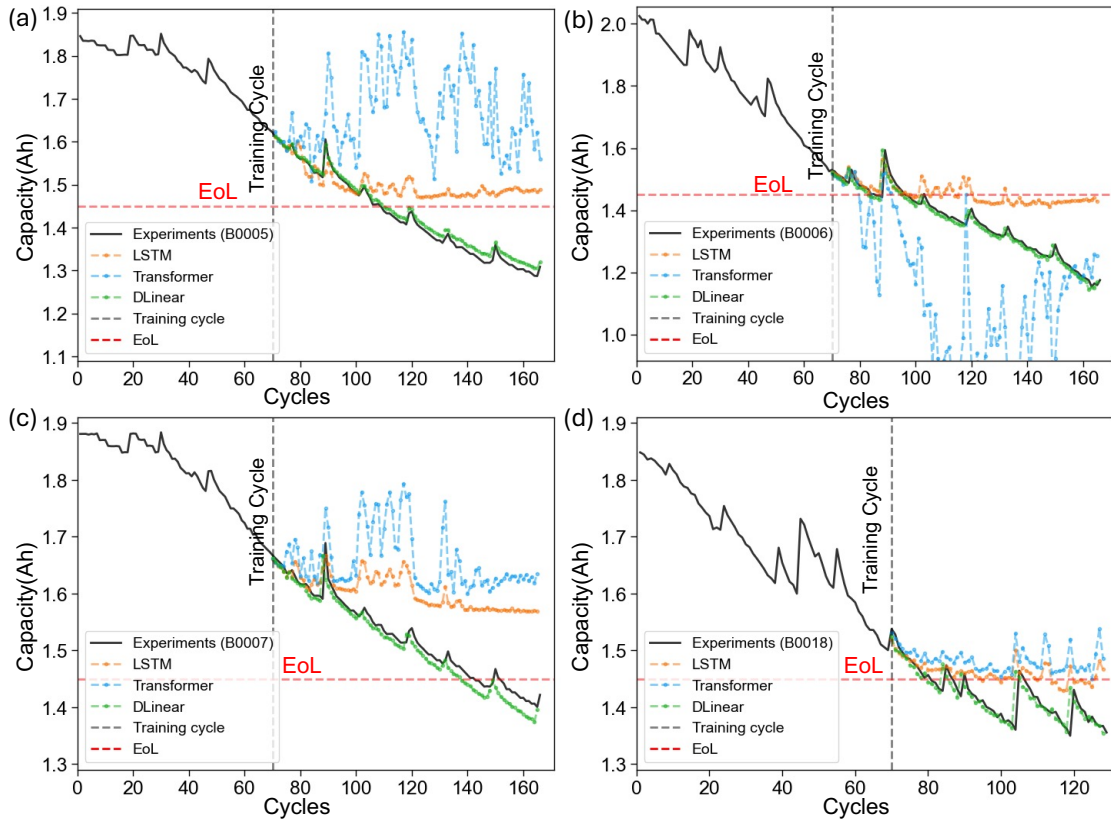 (a)
Capacity(Ah)
1.9
1.8
1.7
1.6
1.5
1.4
1.3
1.2
1.1
Training Cycle
EoL
Experiments (B0005)
LSTM
Transformer
DLinear
Training cycle
EoL
0 20 40 60 80 100 120 140 160
Cycles
(b)
Capacity(Ah)
2.0
1.8
1.6
1.4
1.2
1.0
Training Cycle
EoL
Experiments (B0006)
LSTM
Transformer
DLinear
Training cycle
EoL
0 20 40 60 80 100 120 140 160
Cycles
(c)
Capacity(Ah)
1.9
1.8
1.7
1.6
1.5
1.4
1.3
Training Cycle
EoL
Experiments (B0007)
LSTM
Transformer
DLinear
Training cycle
EoL
0 20 40 60 80 100 120 140 160
Cycles
(d)
Capacity(Ah)
1.9
1.8
1.7
1.6
1.5
1.4
1.3
Training Cycle
EoL
Experiments (B0018)
LSTM
Transformer
DLinear
Training cycle
EoL
0 20 40 60 80 100 120
Cycles